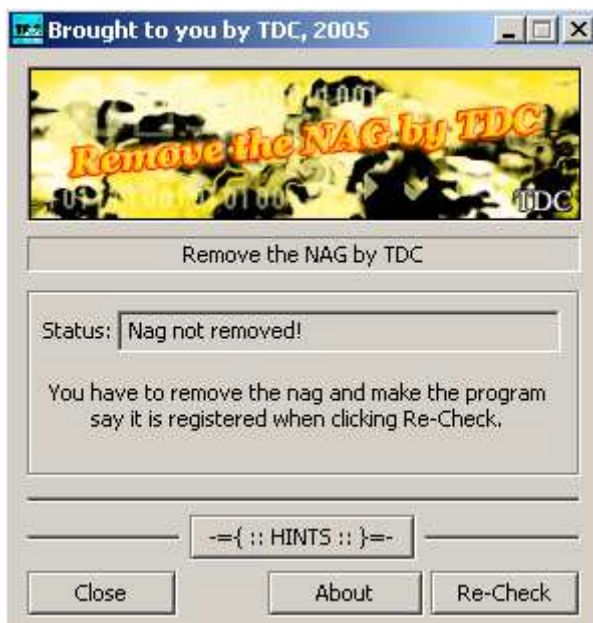 Brought to you by TDC, 2005
Remove the NAG by TDC
TDC
Remove the NAG by TDC
Status: Nag not removed!
You have to remove the nag and make the program
say it is registered when clicking Re-Check.
-={ :: HINTS :: }=-
Close About Re-Check